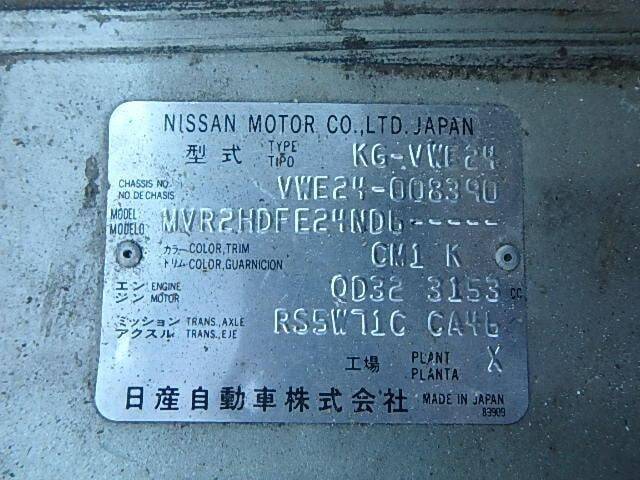 NISSAN MOTOR CO.,LTD. JAPAN
型式 TYPE TIPO KG-VWE24
CHASSIS NO. NO. DE CHASIS VWE24-008390
MODEL MODELO MVR2HDFE24ND6-----
カラー COLOR, TRIM
トリム COLOR, GUARNICION CM1 K
エンジン ENGINE MOTOR QD32 3153 CC
ミッション TRANS., AXLE
アクスル TRANS., EJE RS5W71C CA46
工場 PLANT PLANTA X
日産自動車株式会社 MADE IN JAPAN
83909